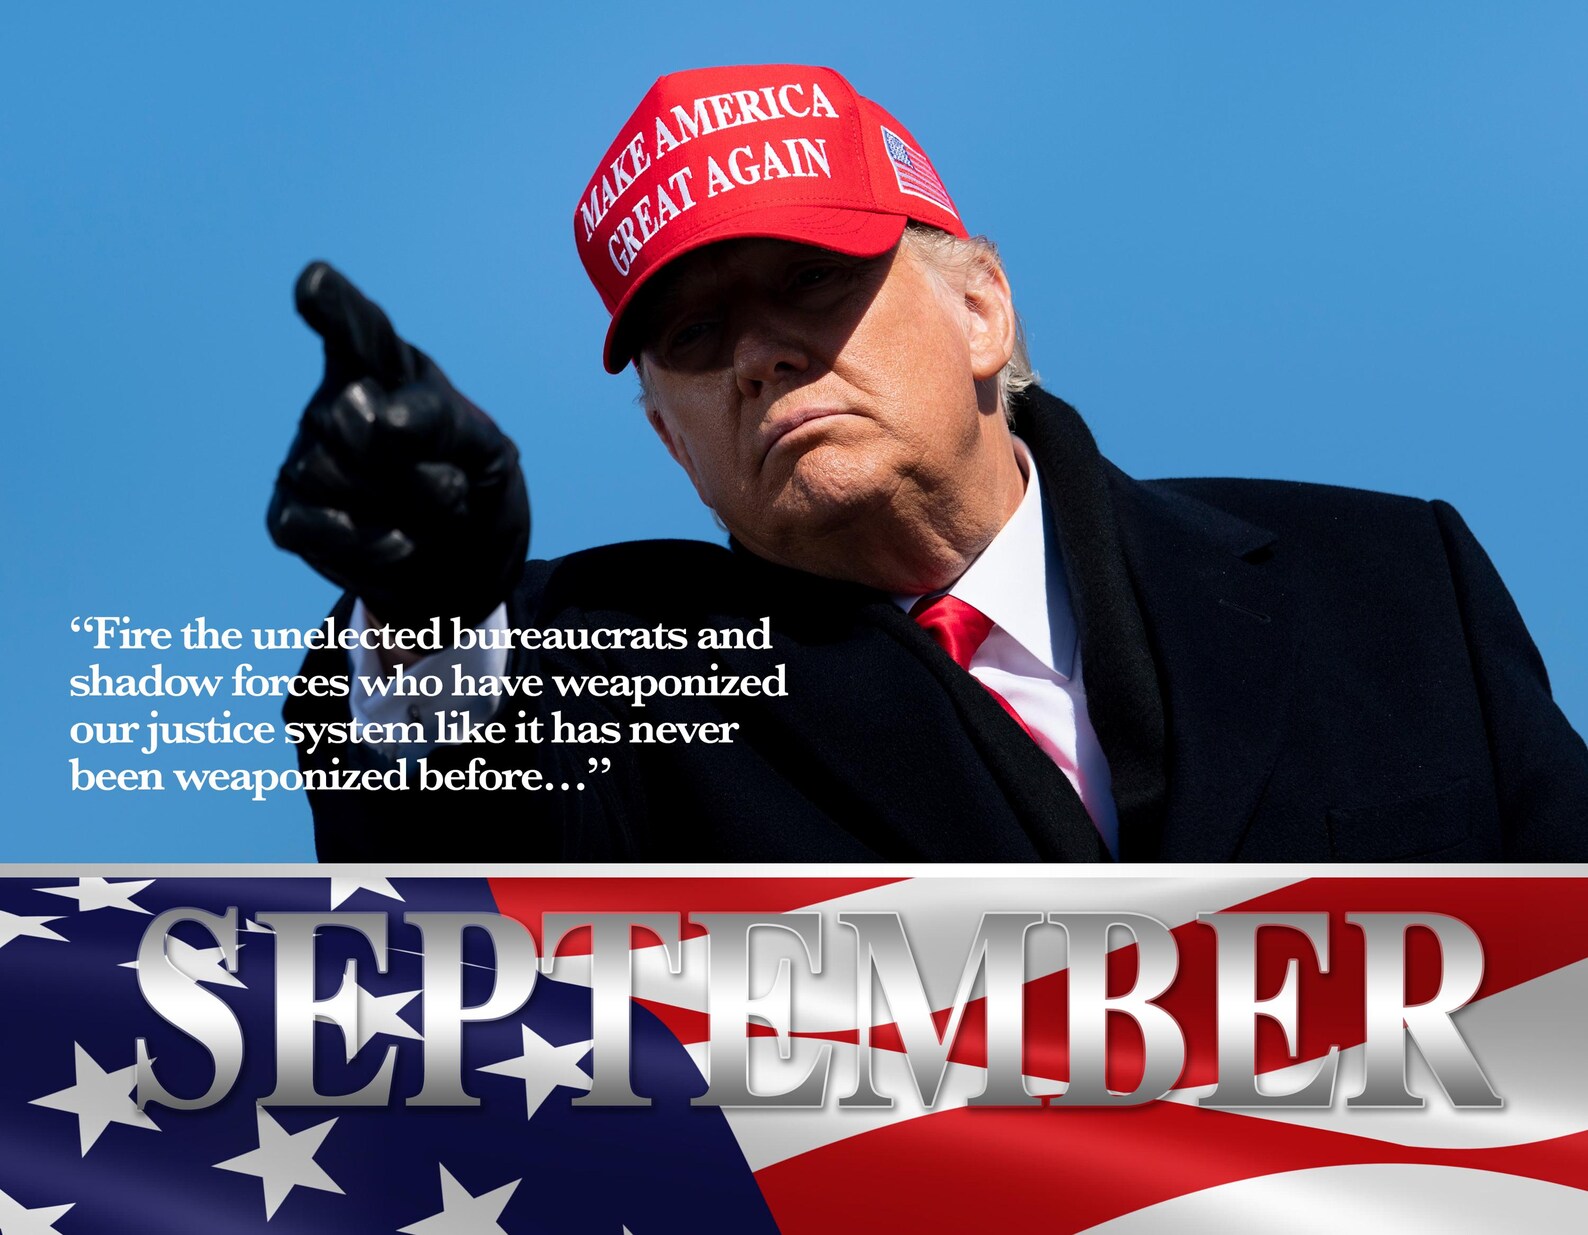 MAKE AMERICA
GREAT AGAIN
“Fire the unelected bureaucrats and
shadow forces who have weaponized
our justice system like it has never
been weaponized before…”
SEPTEMBER